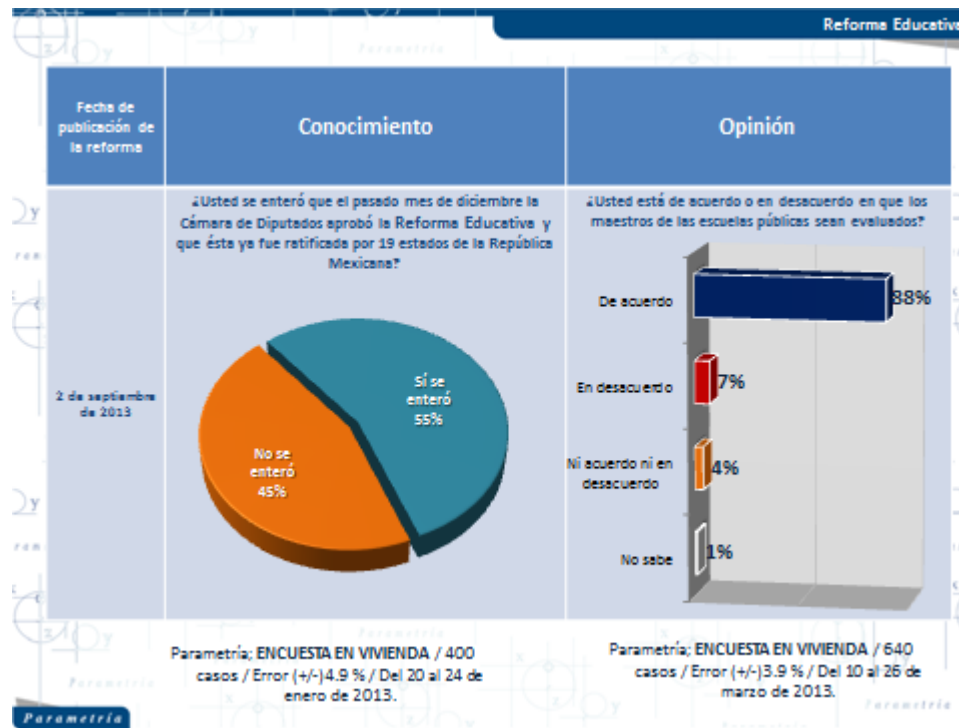 Reforma Educativa
Fecha de
publicación de
la reforma
Conocimiento
Opinión
2 de septiembre
de 2013
¿Usted se enteró que el pasado mes de diciembre la
Cámara de Diputados aprobó la Reforma Educativa y
que ésta ya fue ratificada por 19 estados de la República
Mexicana?
Sí se
enteró
55%
No se
enteró
45%
¿Usted está de acuerdo o en desacuerdo en que los
maestros de las escuelas públicas sean evaluados?
De acuerdo
88%
En desacuerdo
7%
Ni acuerdo ni en
desacuerdo
4%
No sabe
1%
Parametría; ENCUESTA EN VIVIENDA / 400
casos / Error (+/-)4.9 % / Del 20 al 24 de
enero de 2013.
Parametría; ENCUESTA EN VIVIENDA / 640
casos / Error (+/-)3.9 % / Del 10 al 26 de
marzo de 2013.
Parametría